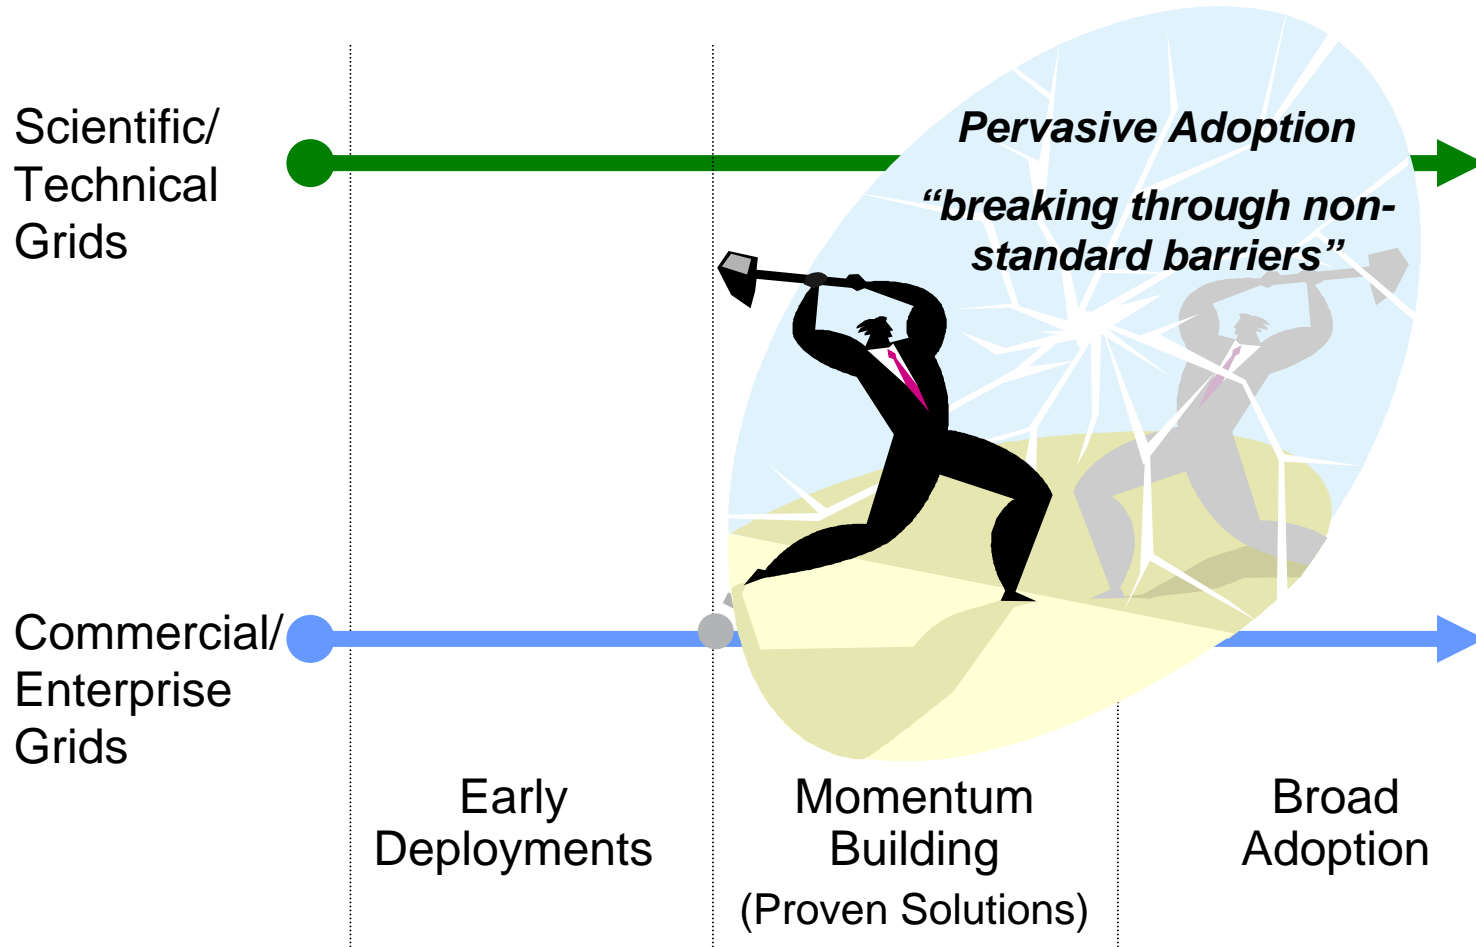 Scientific/
Technical
Grids
Pervasive Adoption
“breaking through non-
standard barriers”
Commercial/
Enterprise
Grids
Early
Deployments
Momentum
Building
(Proven Solutions)
Broad
Adoption